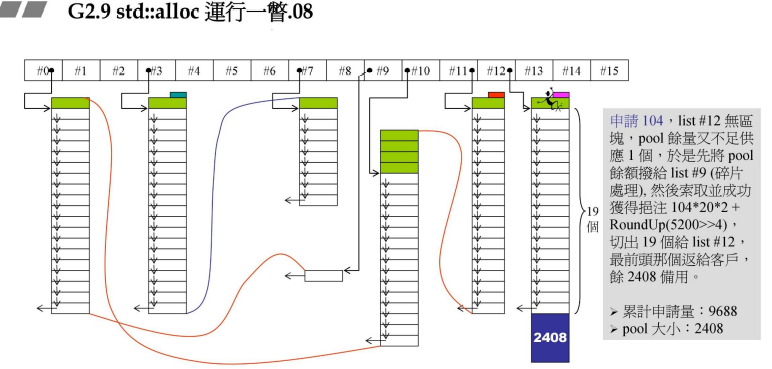 G2.9 std::alloc 運行一瞥.08
#0 #1 #2 #3 #4 #5 #6 #7 #8 #9 #10 #11 #12 #13 #14 #15
申請 104,list #12 無區
塊,pool 餘量又不足供
應 1 個,於是先將 pool
餘額撥給 list #9 (碎片
處理), 然後索取並成功
獲得挹注 104*20*2 +
RoundUp(5200>>4),
切出 19 個給 list #12,
最前頭那個返給客戶,
餘 2408 備用。
➢ 累計申請量:9688
➢ pool 大小:2408
19
個
2408